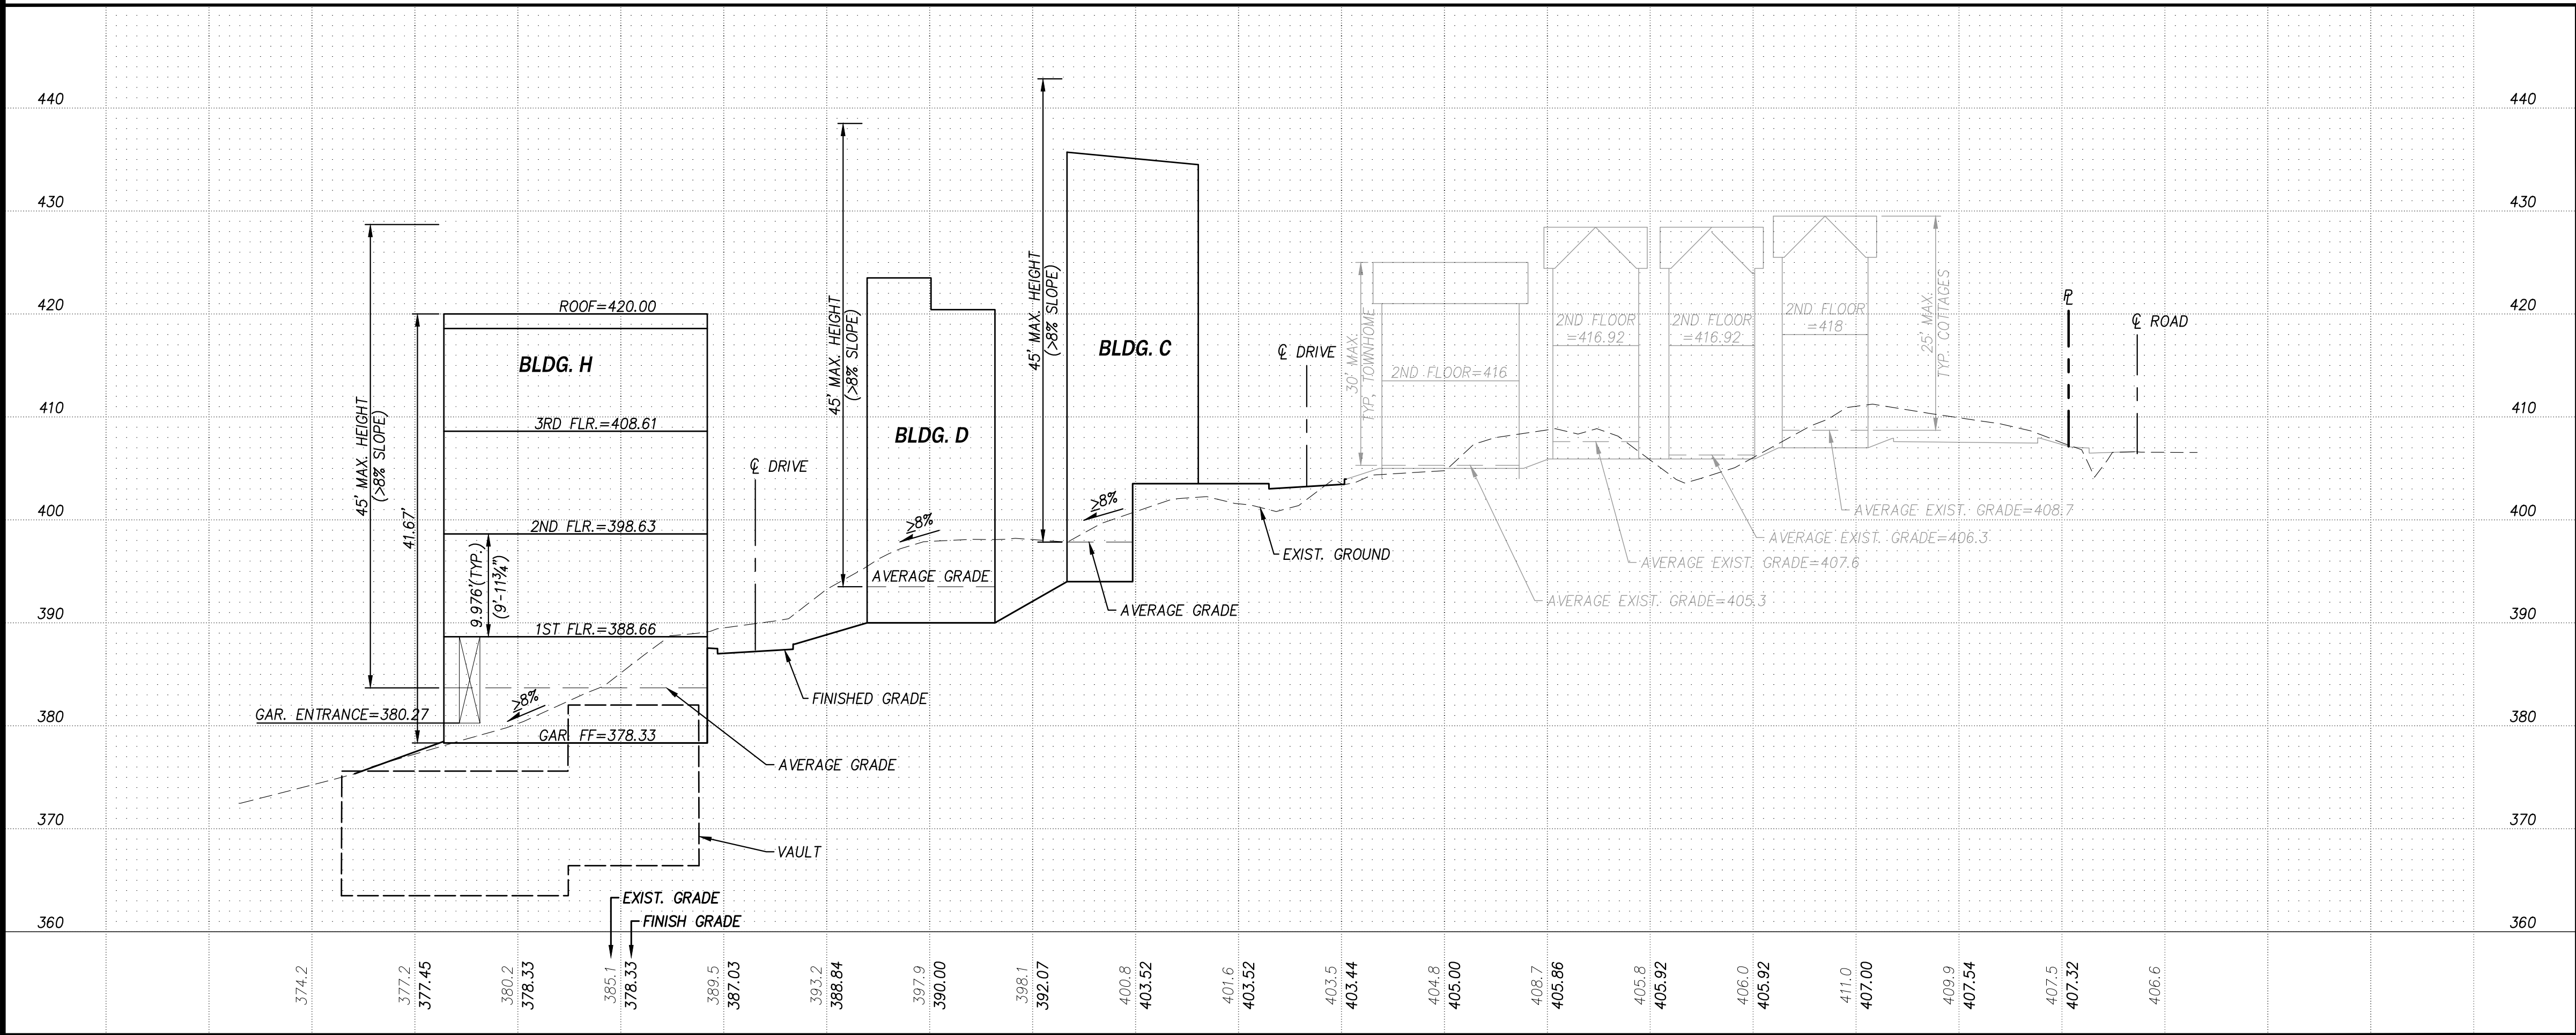 440
440
430
430
420
420
410
410
400
400
390
390
380
380
370
370
360
360
45' MAX. HEIGHT
(>8% SLOPE)
41.67'
ROOF=420.00
BLDG. H
3RD FLR.=408.61
2ND FLR.=398.63
9.976'(TYP.)
(9'-11¾")
1ST FLR.=388.66
GAR. ENTRANCE=380.27
≥8%
GAR. FF=378.33
AVERAGE GRADE
VAULT
EXIST. GRADE
FINISH GRADE
℄ DRIVE
FINISHED GRADE
45' MAX. HEIGHT
(>8% SLOPE)
≥8%
BLDG. D
AVERAGE GRADE
45' MAX. HEIGHT
(>8% SLOPE)
BLDG. C
≥8%
AVERAGE GRADE
EXIST. GROUND
℄ DRIVE
30' MAX.
TYP, TOWNHOME
2ND FLOOR=416
AVERAGE EXIST. GRADE=405.3
2ND FLOOR
=416.92
AVERAGE EXIST. GRADE=407.6
2ND FLOOR
=416.92
AVERAGE EXIST. GRADE=406.3
2ND FLOOR
=418
AVERAGE EXIST. GRADE=408.7
25' MAX.
TYP. COTTAGES
PL
℄ ROAD
374.2
377.2
377.45
380.2
378.33
385.1
378.33
389.5
387.03
393.2
388.84
397.9
390.00
398.1
392.07
400.8
403.52
401.6
403.52
403.5
403.44
404.8
405.00
408.7
405.86
405.8
405.92
406.0
405.92
411.0
407.00
409.9
407.54
407.5
407.32
406.6